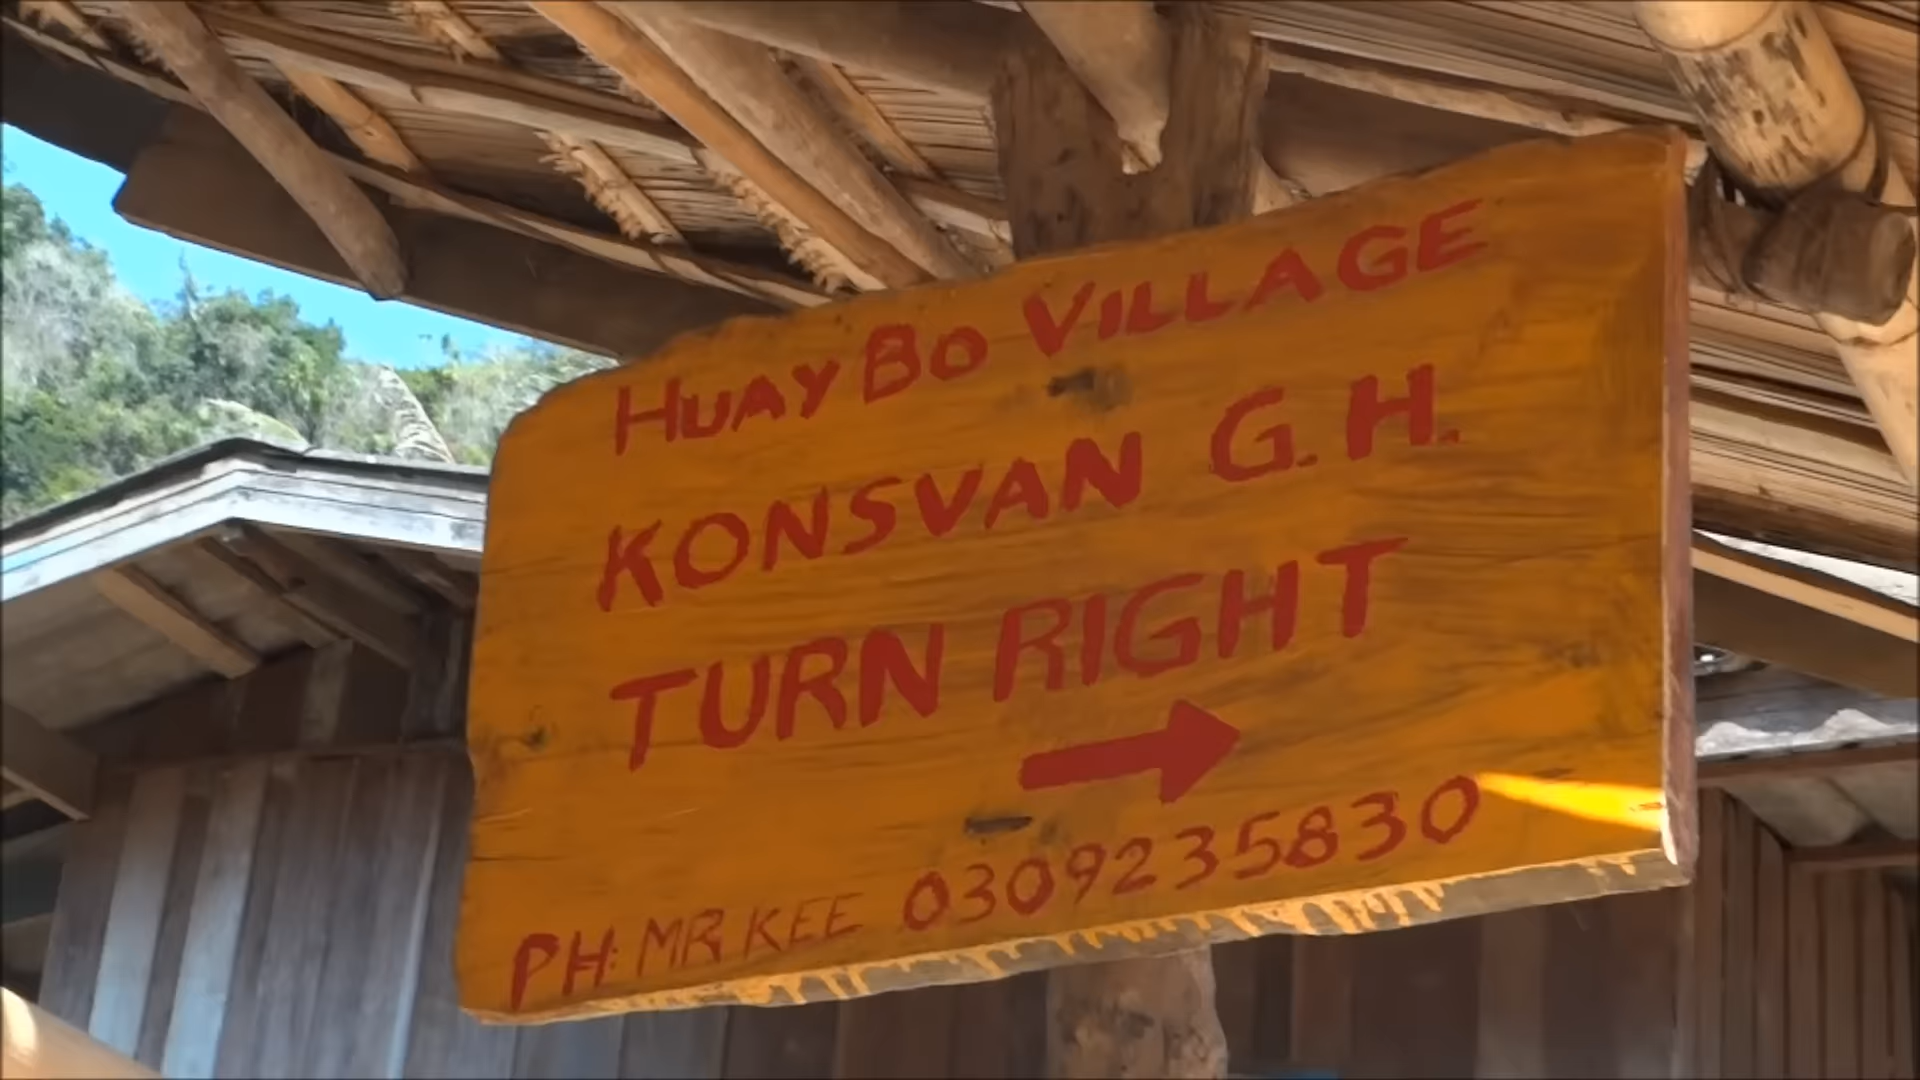 HUAY BO VILLAGE
KONSVAN G.H.
TURN RIGHT
PH: MR KEE 0309235830